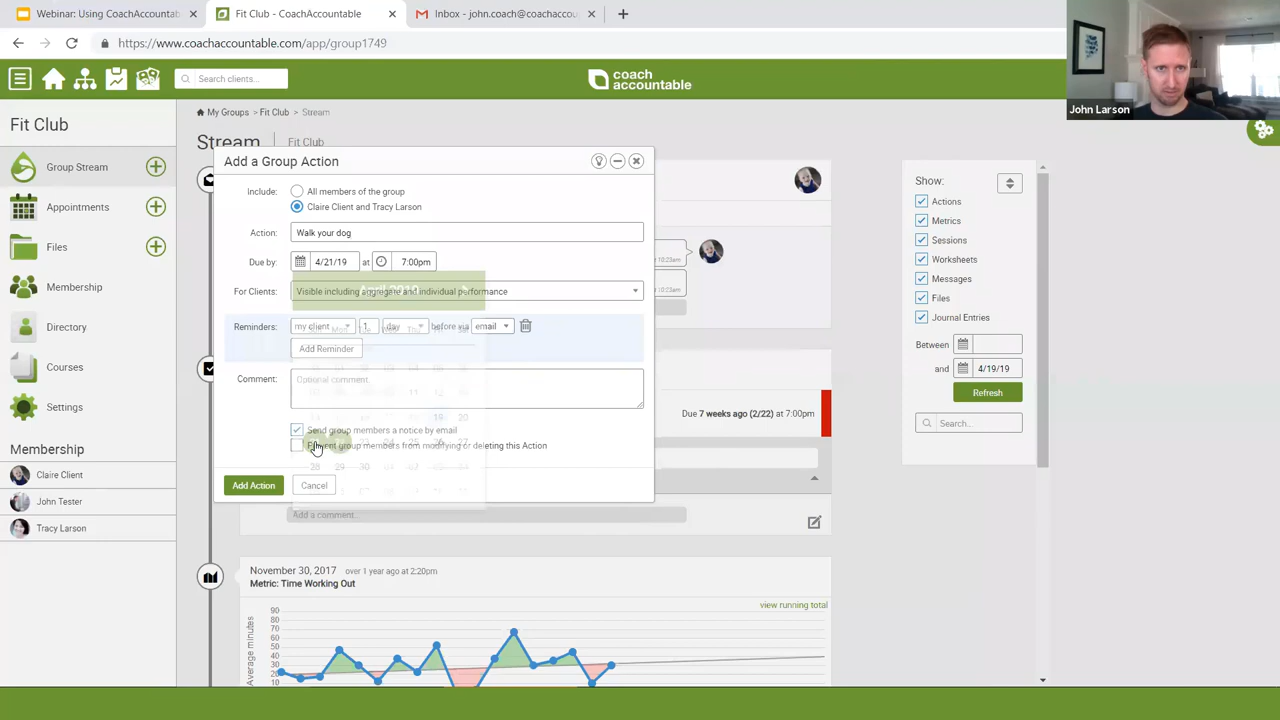 Webinar: Using CoachAccountab
Fit Club - CoachAccountable
Inbox - john.coach@coachaccou
https://www.coachaccountable.com/app/group1749
John Larson
Search clients...
coach
accountable
Fit Club
Group Stream
Appointments
Files
Membership
Directory
Courses
Settings
Membership
Claire Client
John Tester
Tracy Larson
My Groups > Fit Club > Stream
Stream
Fit Club
Add a Group Action
Include:
All members of the group
Claire Client and Tracy Larson
Action:
Walk your dog
Due by:
4/21/19
at
7:00pm
For Clients:
Visible including aggregate and individual performance
Reminders:
my client
1
day
before via
email
Add Reminder
Comment:
Optional comment
Send group members a notice by email
Prevent group members from modifying or deleting this Action
Add Action
Cancel
10:23am
10:03am
Due 7 weeks ago (2/22) at 7:00pm
Add a comment...
November 30, 2017 over 1 year ago at 2:20pm
Metric: Time Working Out
view running total
Average minutes
90
80
70
60
50
40
30
20
10
Show:
Actions
Metrics
Sessions
Worksheets
Messages
Files
Journal Entries
Between
and
4/19/19
Refresh
Search...